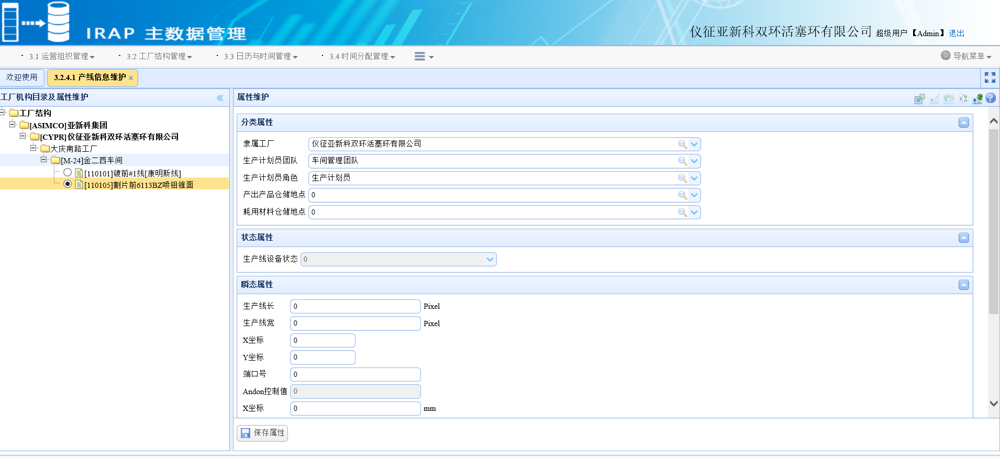 IRAP 主数据管理
仪征亚新科双环活塞环有限公司 超级用户【Admin】退出
3.1 运营组织管理 3.2 工厂结构管理 3.3 日历与时间管理 3.4 时间分配管理 导航菜单
欢迎使用 3.2.4.1 产线信息维护
工厂机构目录及属性维护
工厂结构
[ASIMCO]亚新科集团
[CYPR]仪征亚新科双环活塞环有限公司
大庆南路工厂
[M-24]金二西车间
[110101]镀前#1线[康明斯线]
[110105]割片前6113BZ喷钼锥面
属性维护
分类属性
隶属工厂 仪征亚新科双环活塞环有限公司
生产计划员团队 车间管理团队
生产计划员角色 生产计划员
产出产品仓储地点 0
耗用材料仓储地点 0
状态属性
生产线设备状态 0
瞬态属性
生产线长 0 Pixel
生产线宽 0 Pixel
X坐标 0
Y坐标 0
端口号 0
Andon控制值 0
X坐标 0 mm
保存属性